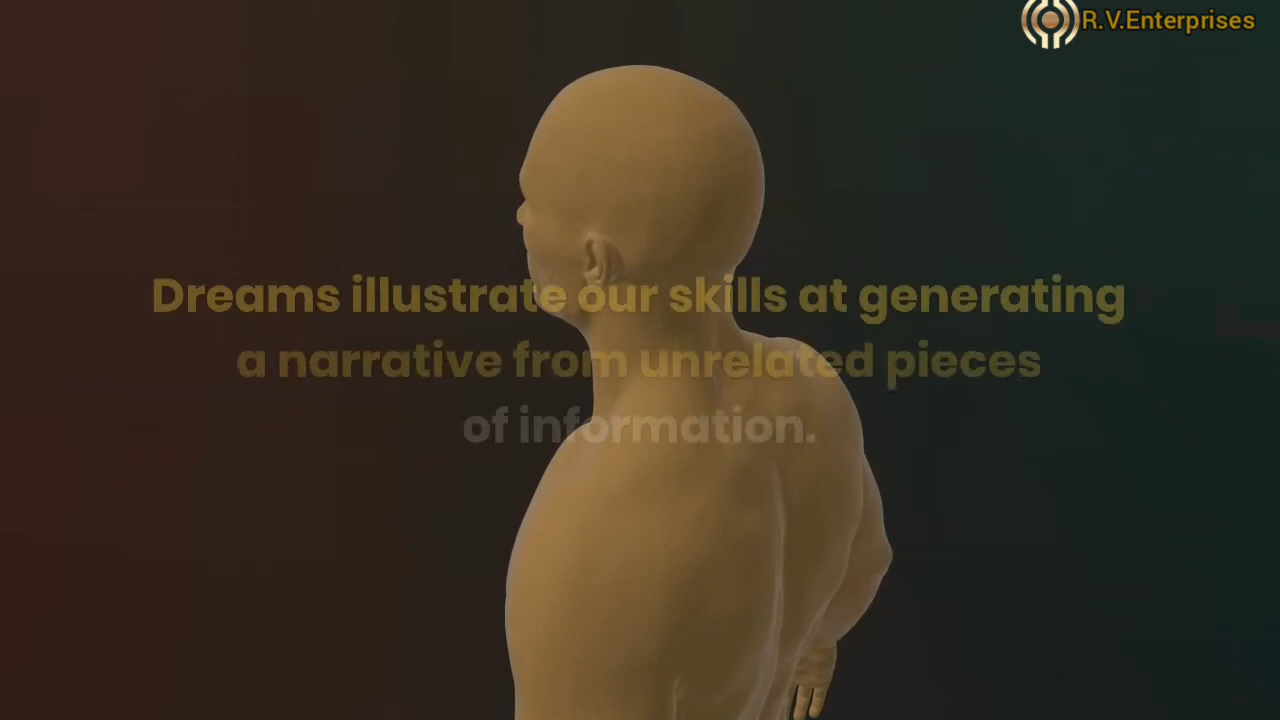 R.V.Enterprises
Dreams illustrate our skills at generating
a narrative from unrelated pieces
of information.